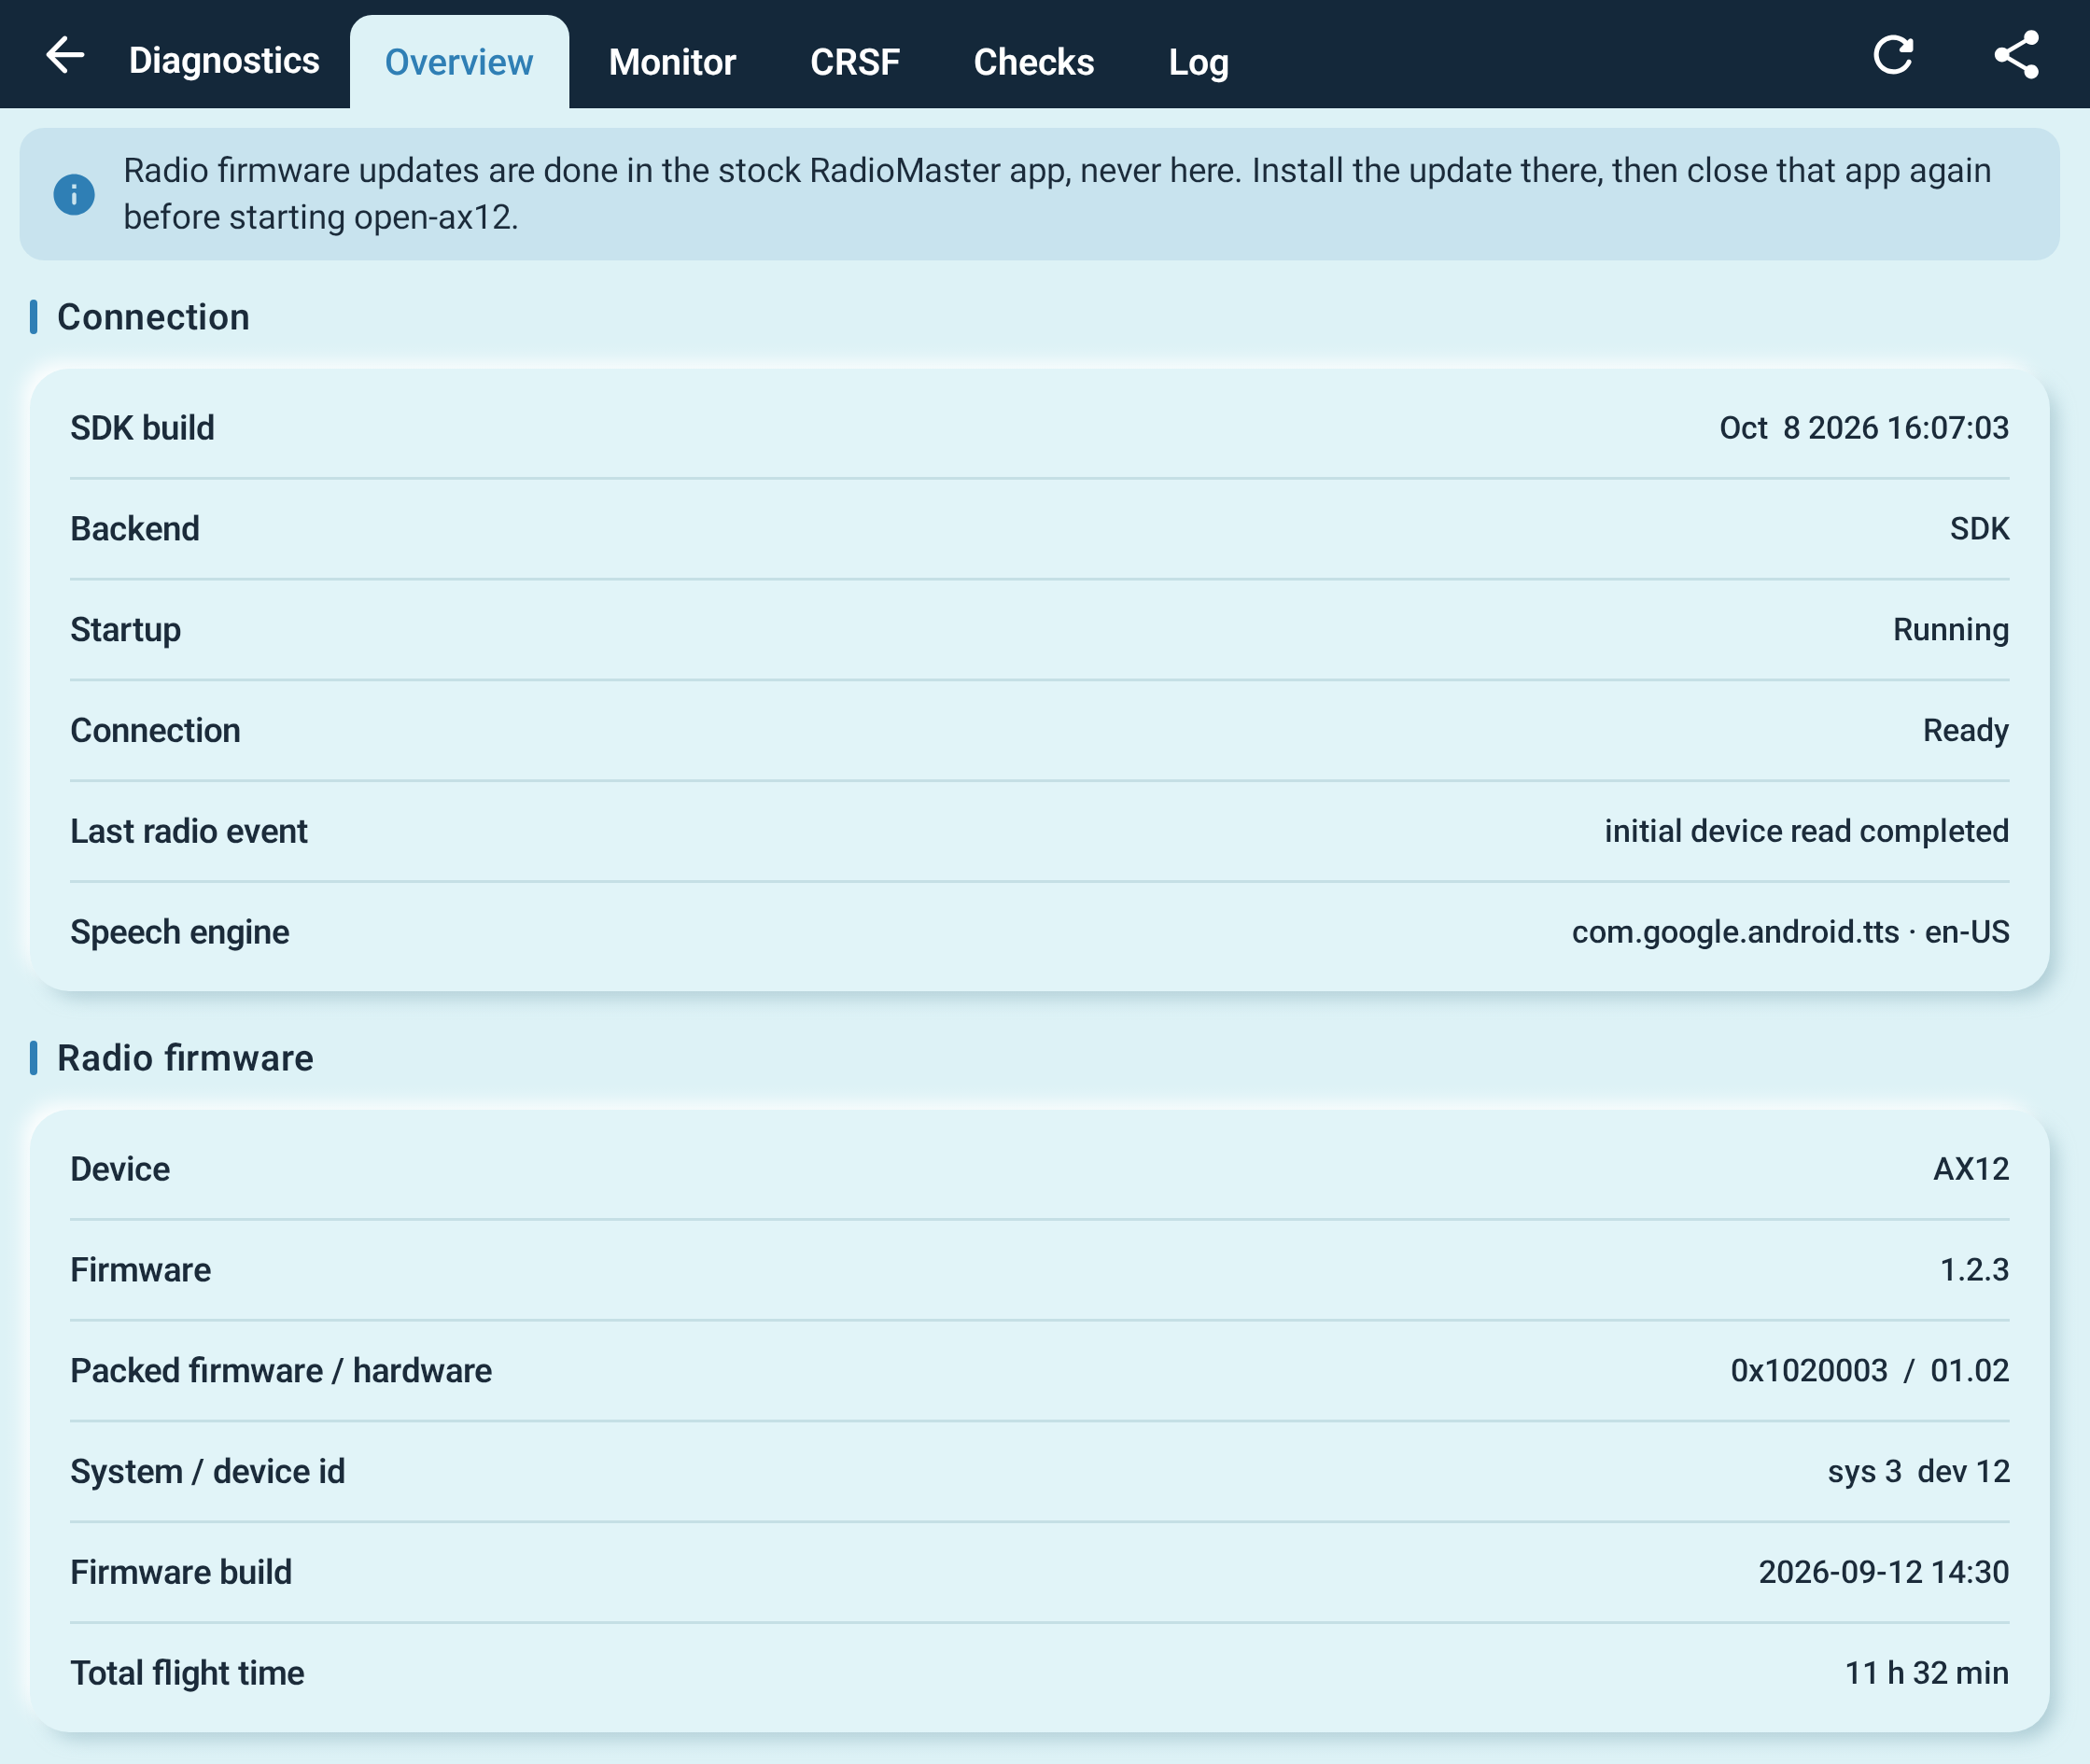 Diagnostics Overview Monitor CRSF Checks Log
Radio firmware updates are done in the stock RadioMaster app, never here. Install the update there, then close that app again
before starting open-ax12.
Connection
SDK build Oct  8 2026 16:07:03
Backend SDK
Startup Running
Connection Ready
Last radio event initial device read completed
Speech engine com.google.android.tts · en-US
Radio firmware
Device AX12
Firmware 1.2.3
Packed firmware / hardware 0x1020003  /  01.02
System / device id sys 3  dev 12
Firmware build 2026-09-12 14:30
Total flight time 11 h 32 min